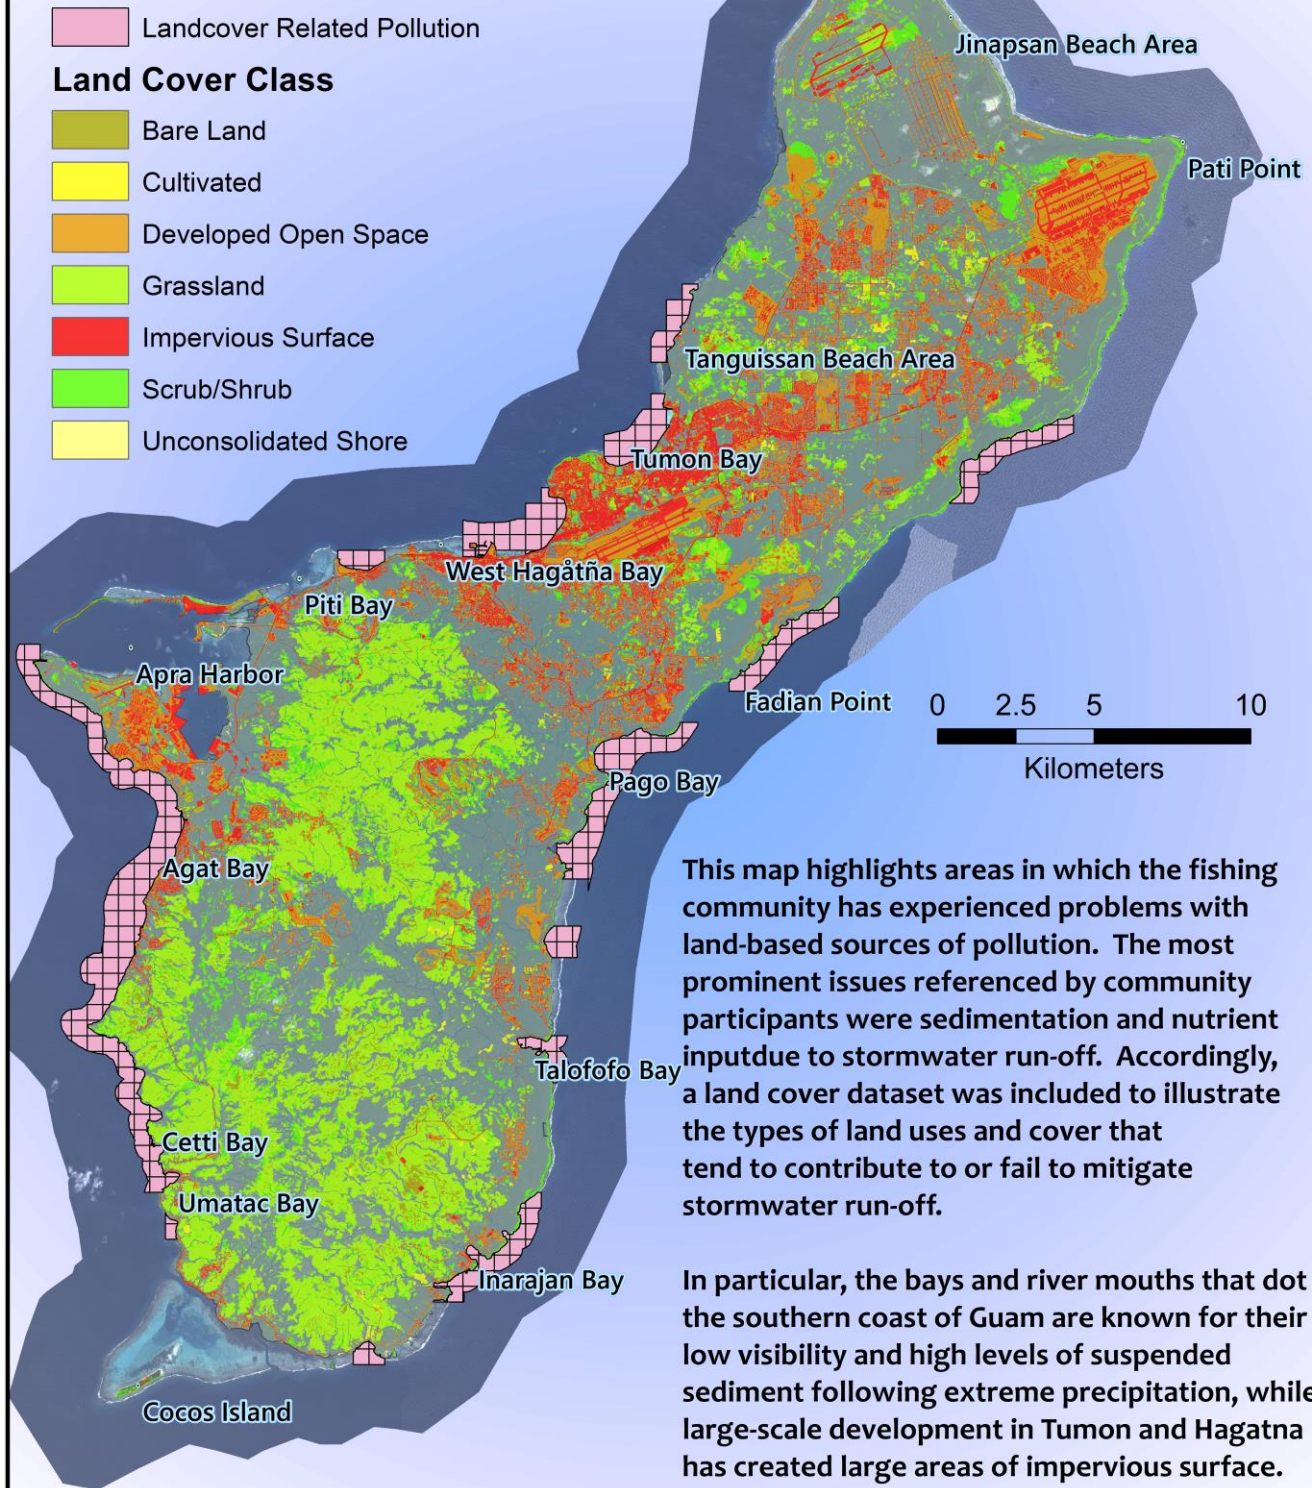 Landcover Related Pollution
Land Cover Class
Bare Land
Cultivated
Developed Open Space
Grassland
Impervious Surface
Scrub/Shrub
Unconsolidated Shore
Jinapsan Beach Area
Pati Point
Tanguissan Beach Area
Tumon Bay
West Hagåtña Bay
Piti Bay
Apra Harbor
Fadian Point
0 2.5 5 10
Kilometers
Pago Bay
Agat Bay
Talofofo Bay
Cetti Bay
Umatac Bay
Inarajan Bay
Cocos Island
This map highlights areas in which the fishing
community has experienced problems with
land-based sources of pollution. The most
prominent issues referenced by community
participants were sedimentation and nutrient
inputdue to stormwater run-off. Accordingly,
a land cover dataset was included to illustrate
the types of land uses and cover that
tend to contribute to or fail to mitigate
stormwater run-off.
In particular, the bays and river mouths that dot
the southern coast of Guam are known for their
low visibility and high levels of suspended
sediment following extreme precipitation, while
large-scale development in Tumon and Hagatna
has created large areas of impervious surface.